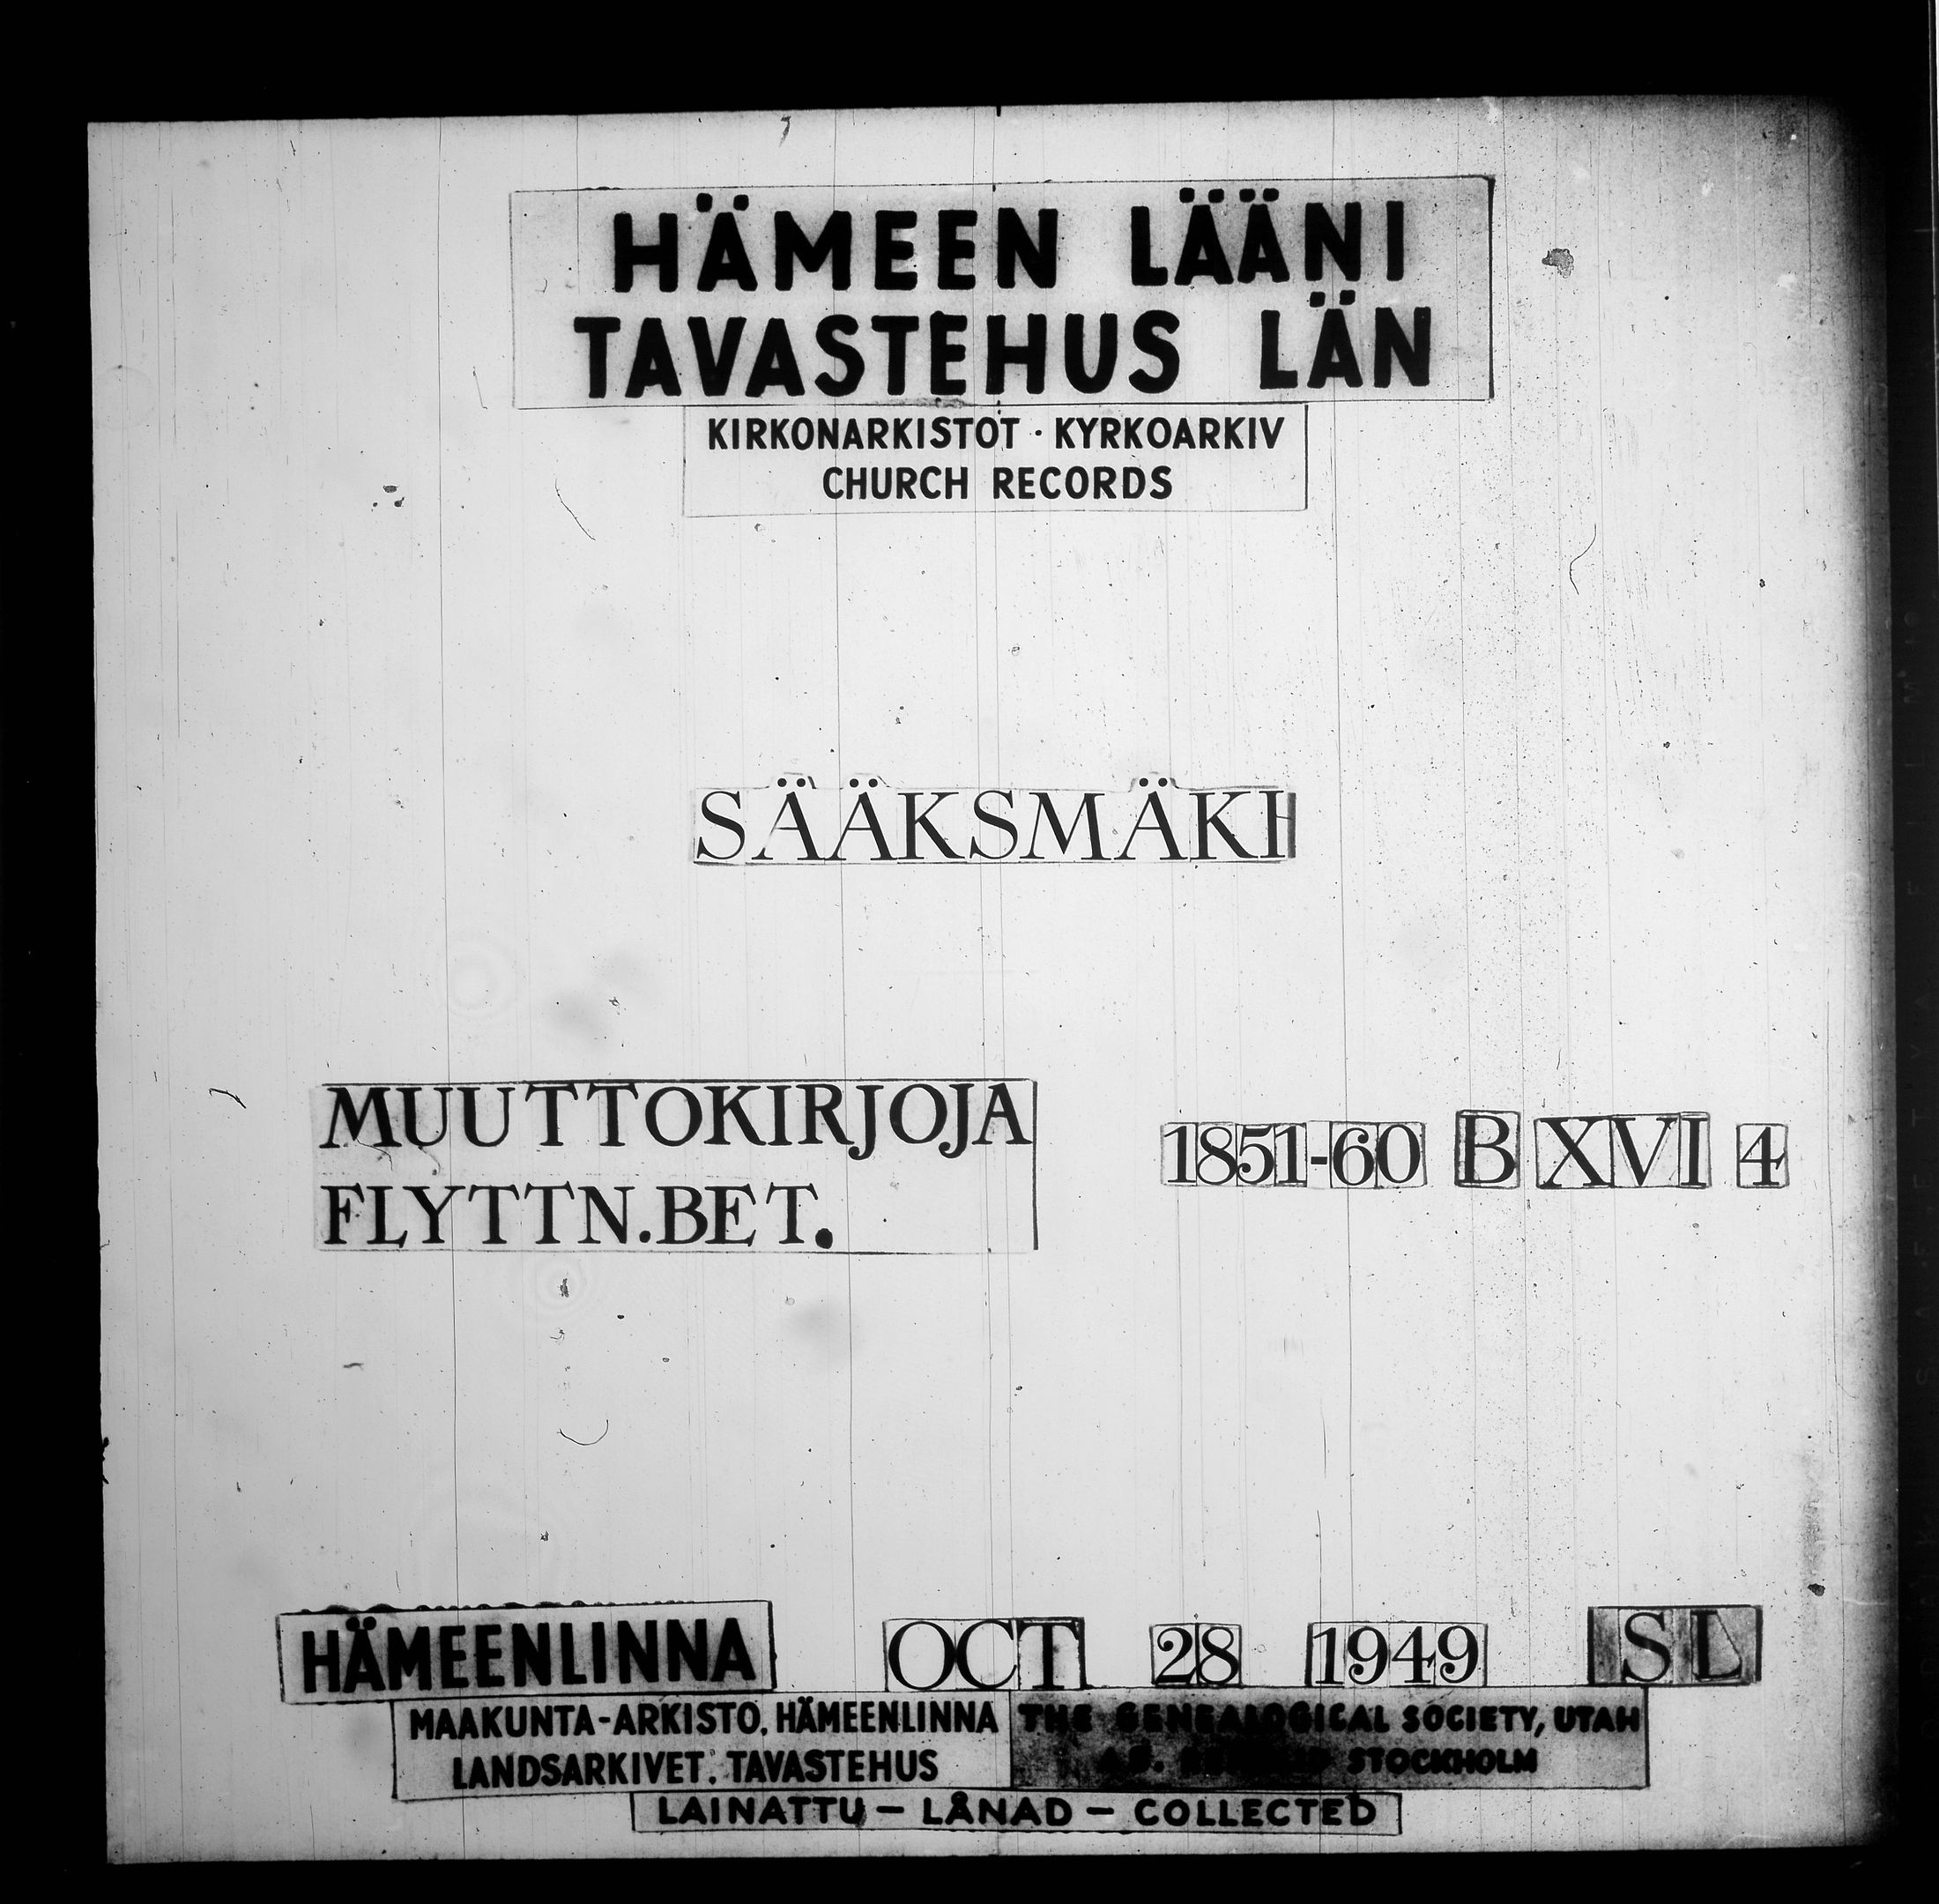 HÄMEEN LÄÄNI
TAVASTEHUS LÄN
KIRKONARKISTOT · KYRKOARKIV
CHURCH RECORDS
SÄÄKSMÄKI
MUUTTOKIRJOJA
FLYTTN.BET.
1851-60 B XVI 4
HÄMEENLINNA OCT 28 1949 SL
MAAKUNTA-ARKISTO, HÄMEENLINNA
LANDSARKIVET, TAVASTEHUS
THE GENEALOGICAL SOCIETY, UTAH
STOCKHOLM
LAINATTU – LÅNAD – COLLECTED